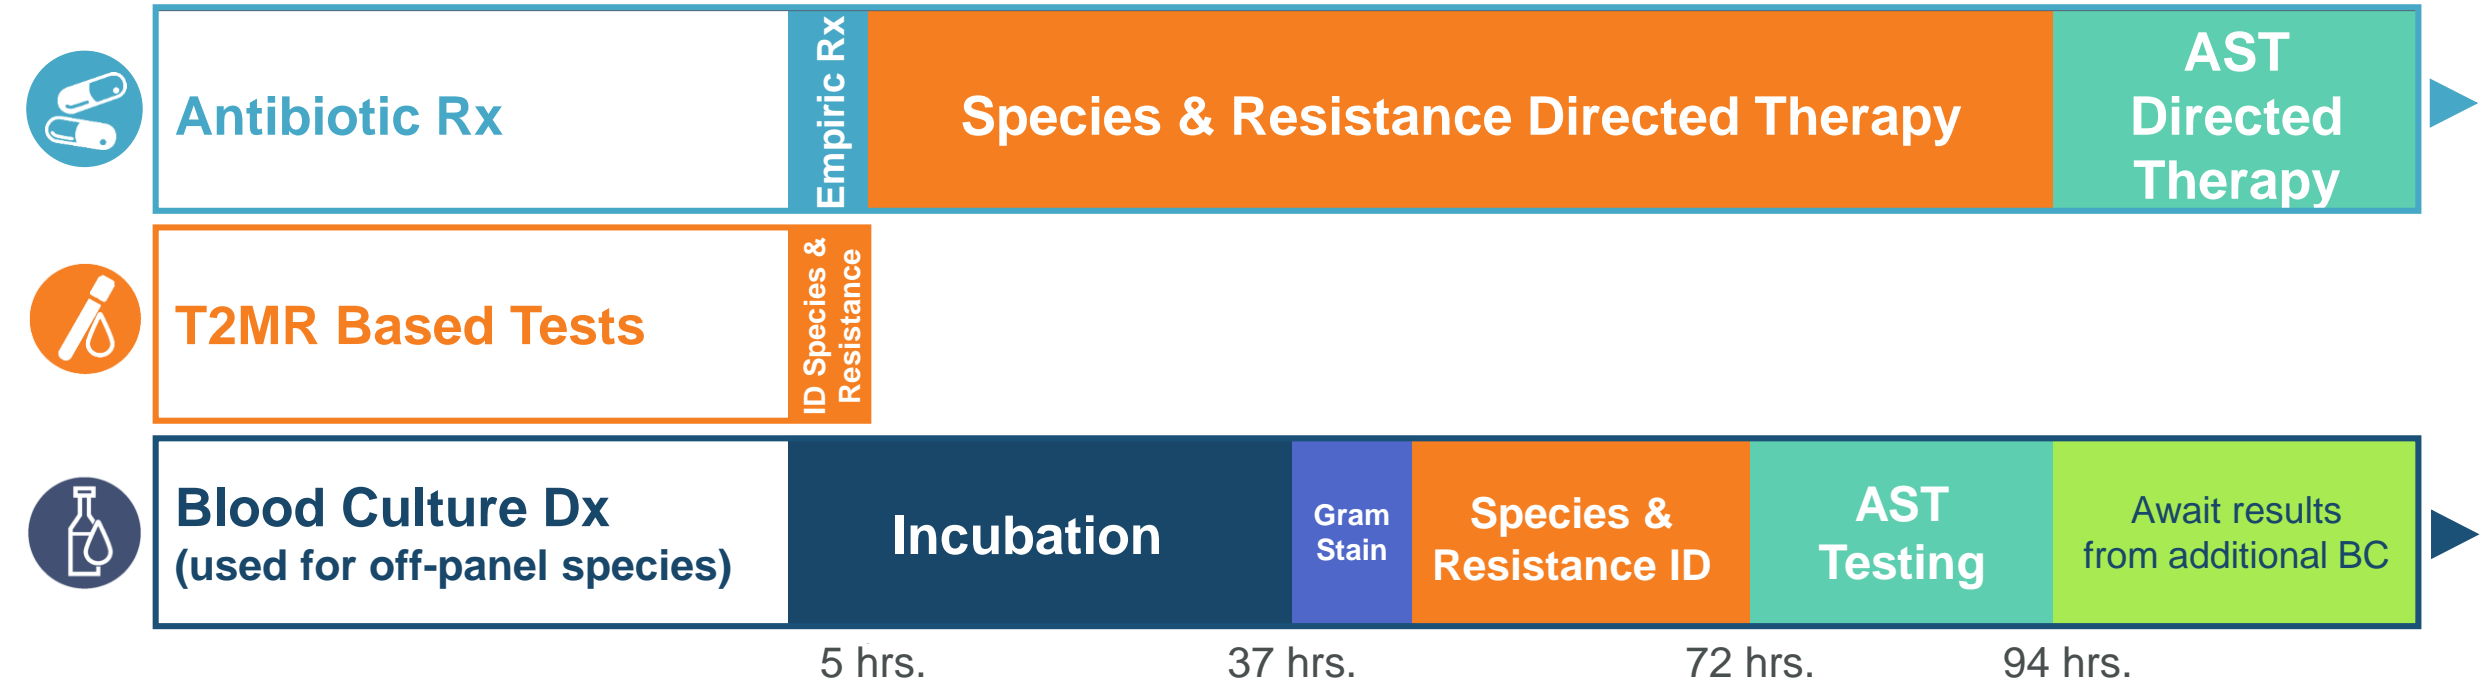 Antibiotic Rx
Empiric Rx
Species & Resistance Directed Therapy
AST
Directed
Therapy
T2MR Based Tests
ID Species &
Resistance
Blood Culture Dx
(used for off-panel species)
Incubation
Gram
Stain
Species &
Resistance ID
AST
Testing
Await results
from additional BC
5 hrs.
37 hrs.
72 hrs.
94 hrs.